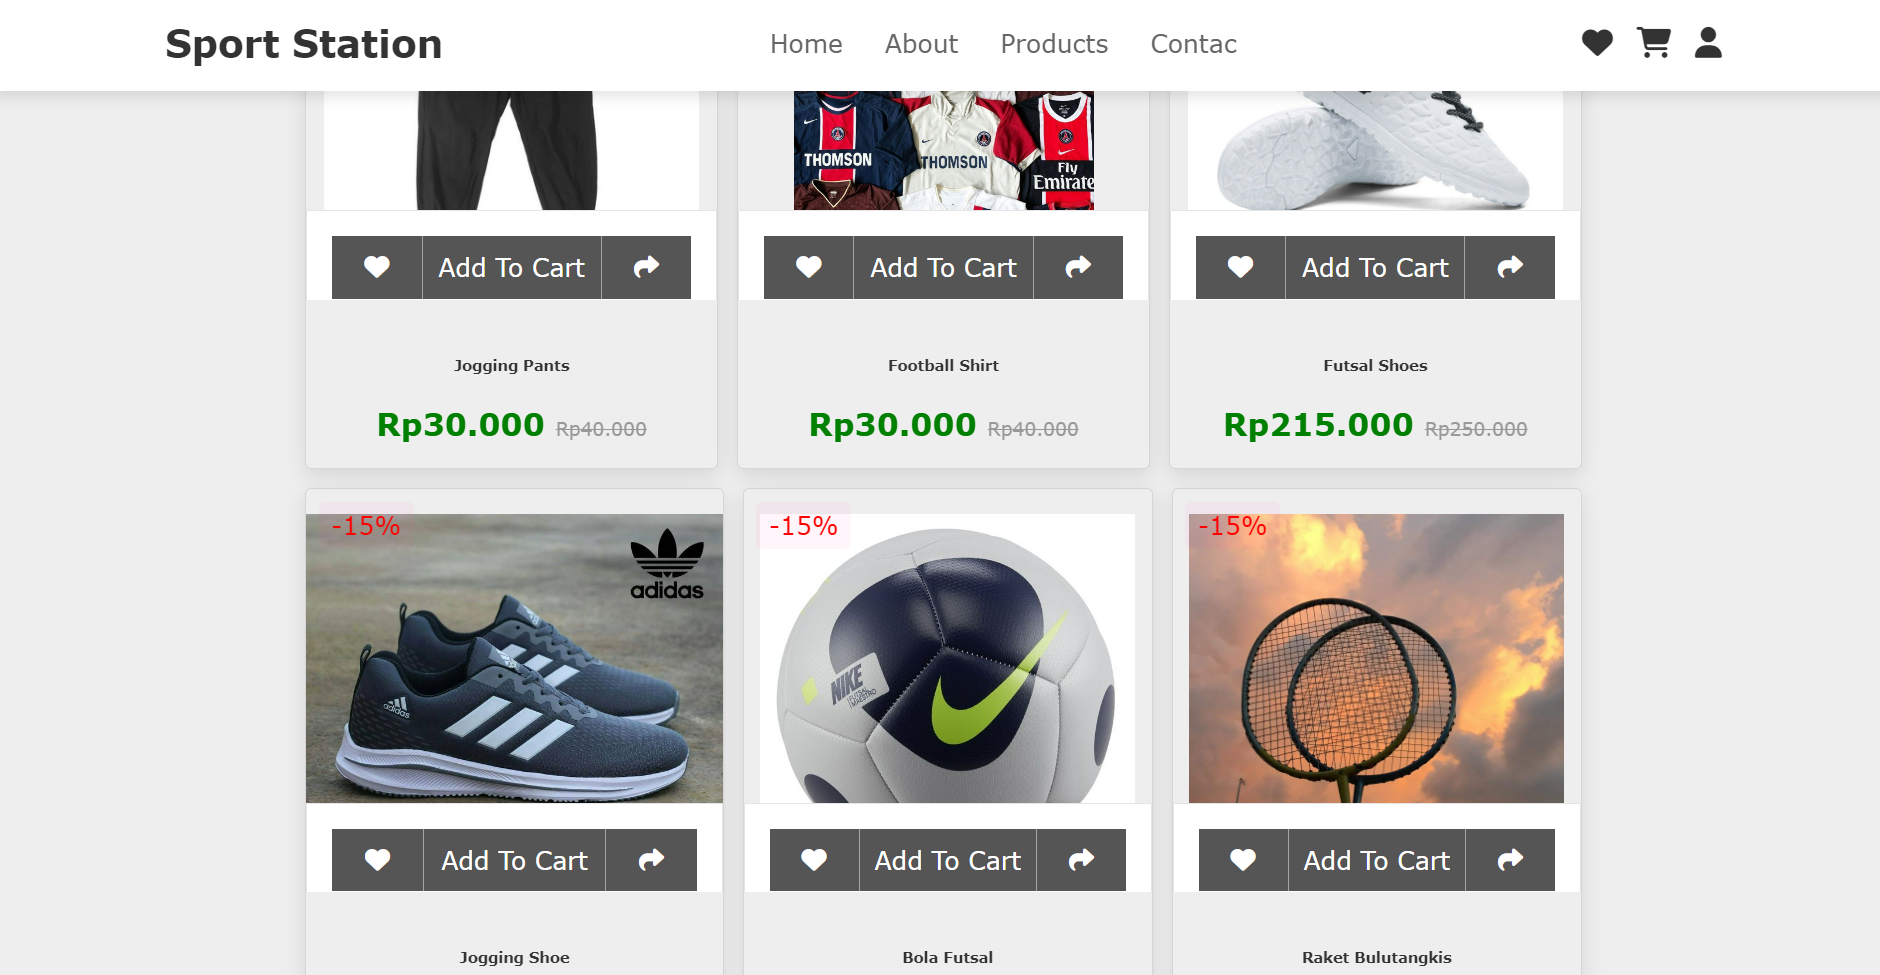 Sport Station
Home About Products Contac
THOMSON
THOMSON
Fly
Emirate
Add To Cart
Add To Cart
Add To Cart
Jogging Pants
Football Shirt
Futsal Shoes
Rp30.000 Rp40.000
Rp30.000 Rp40.000
Rp215.000 Rp250.000
-15%
adidas
adidas
-15%
NIKE
FUTSAL
MAESTRO
-15%
Add To Cart
Add To Cart
Add To Cart
Jogging Shoe
Bola Futsal
Raket Bulutangkis